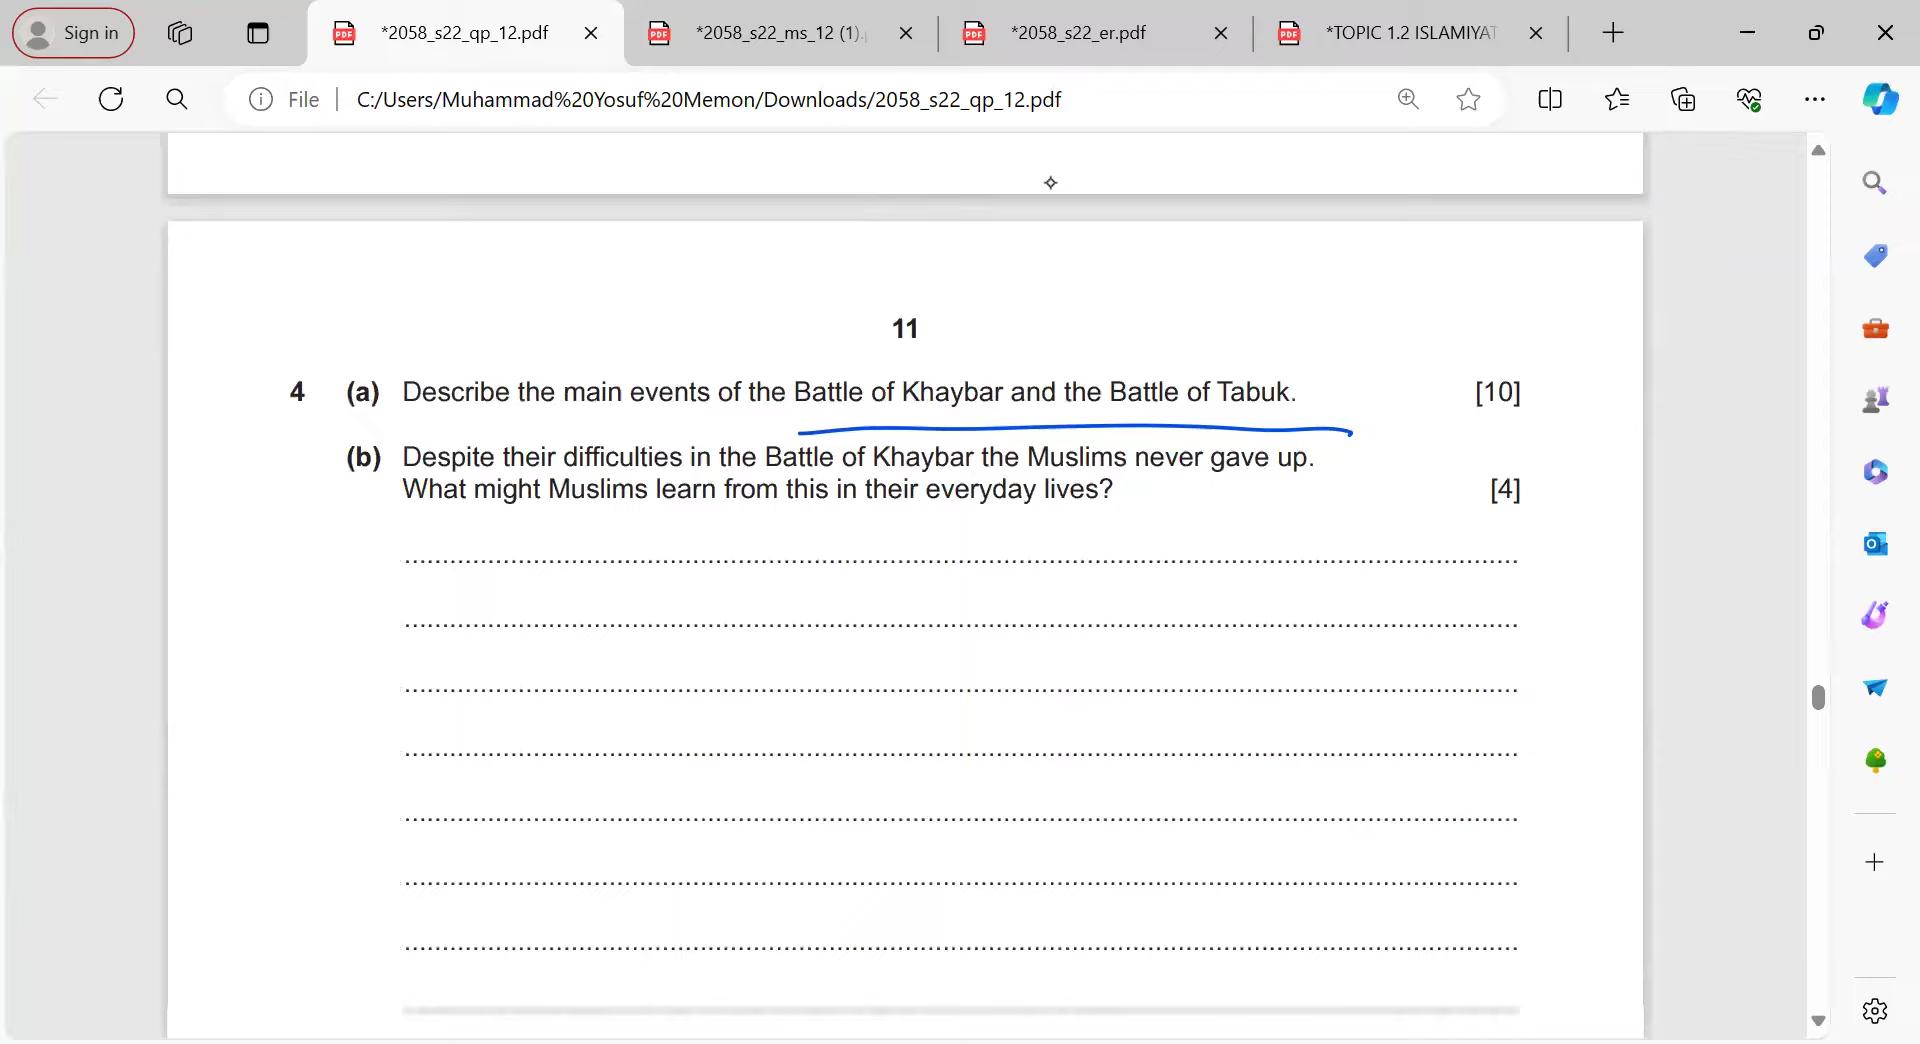 Sign in
*2058_s22_qp_12.pdf
*2058_s22_ms_12 (1).
*2058_s22_er.pdf
*TOPIC 1.2 ISLAMIYAT
File
C:/Users/Muhammad%20Yosuf%20Memon/Downloads/2058_s22_qp_12.pdf
11
4 (a) Describe the main events of the Battle of Khaybar and the Battle of Tabuk. [10]
(b) Despite their difficulties in the Battle of Khaybar the Muslims never gave up.
What might Muslims learn from this in their everyday lives? [4]